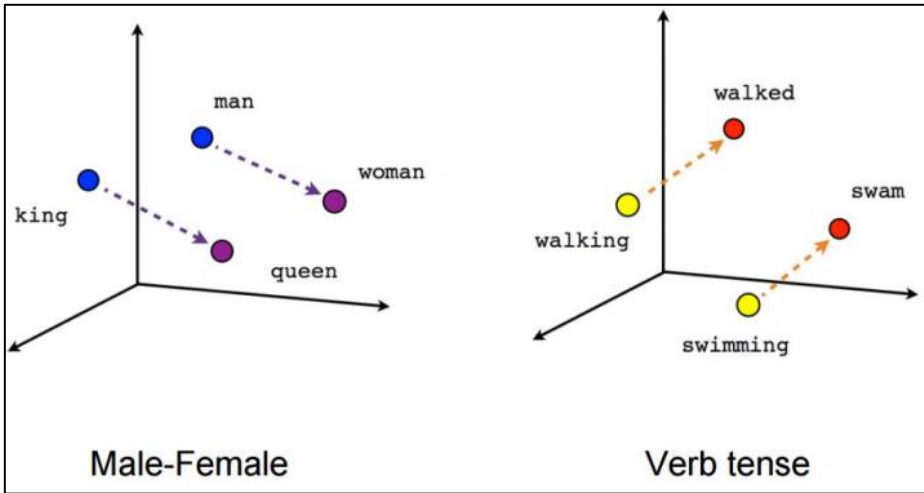 man
woman
king
queen
walked
swam
walking
swimming
Male-Female
Verb tense